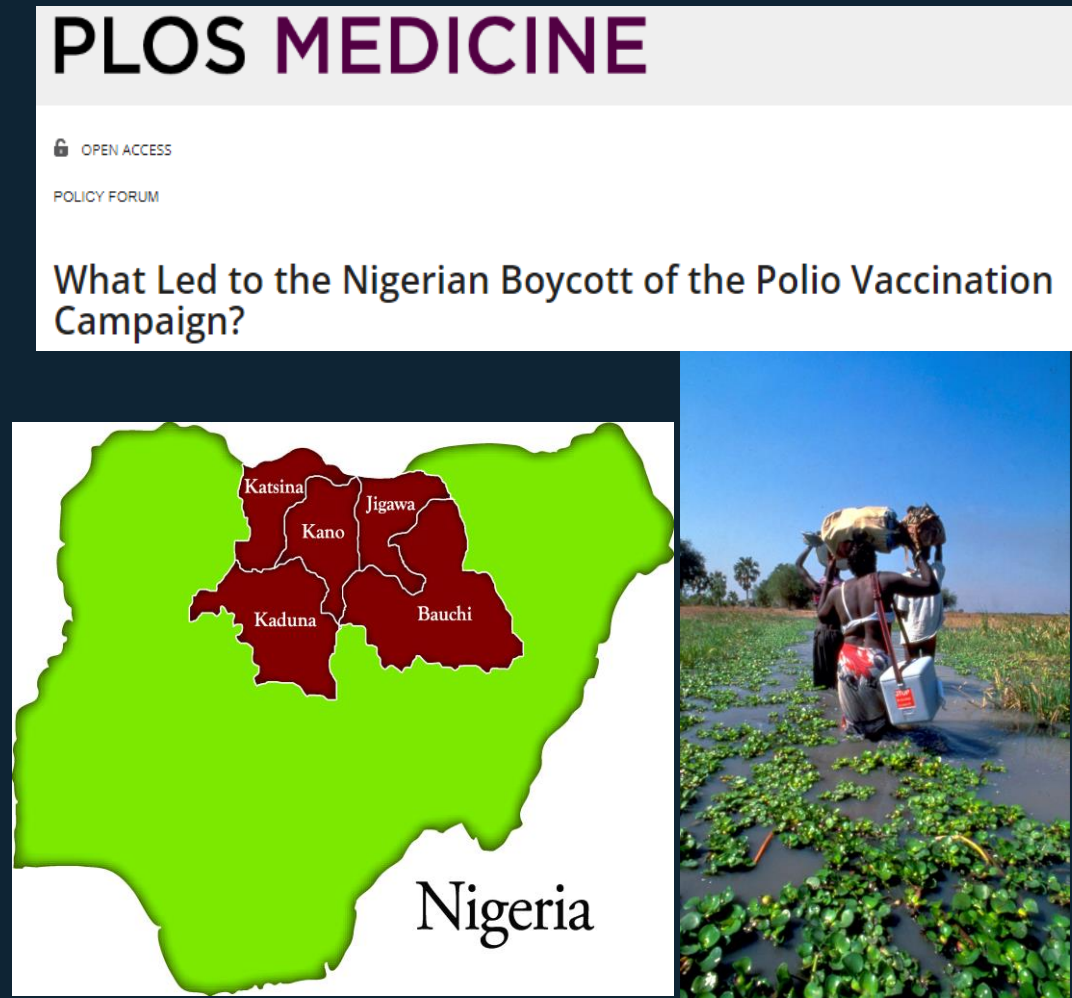 PLOS MEDICINE
OPEN ACCESS
POLICY FORUM
What Led to the Nigerian Boycott of the Polio Vaccination
Campaign?
Katsina
Jigawa
Kano
Kaduna
Bauchi
Nigeria